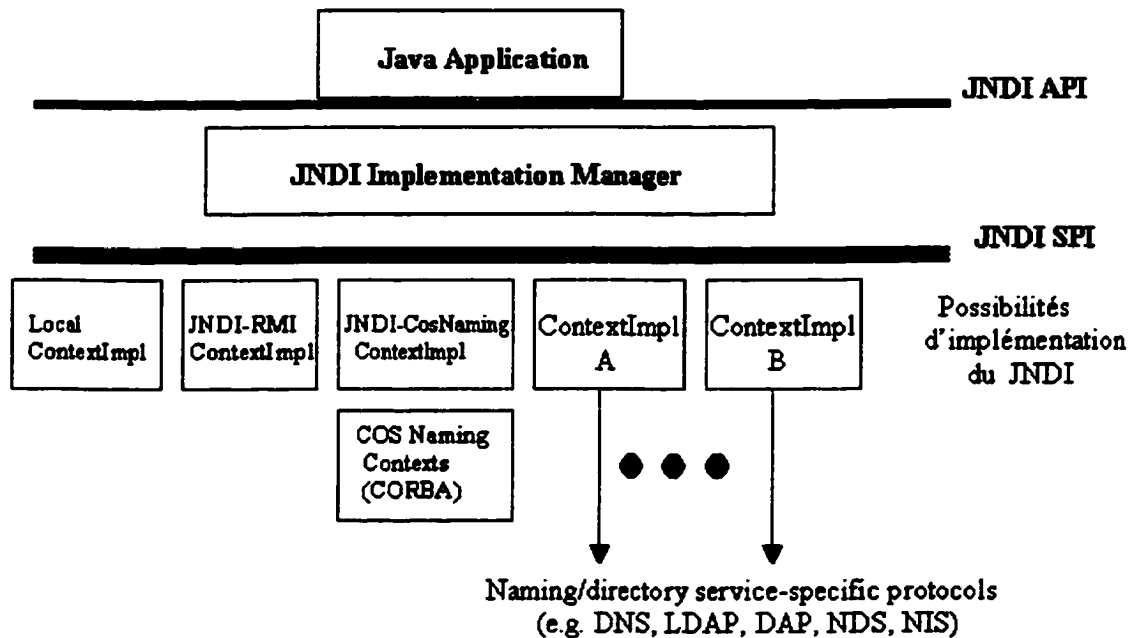 Java Application
JNDI API
JNDI Implementation Manager
JNDI SPI
Local
ContextImpl
JNDI-RMI
ContextImpl
JNDI-CosNaming
ContextImpl
ContextImpl
A
ContextImpl
B
Possibilités
d'implémentation
du JNDI
COS Naming
Contexts
(CORBA)
Naming/directory service-specific protocols
(e.g. DNS, LDAP, DAP, NDS, NIS)